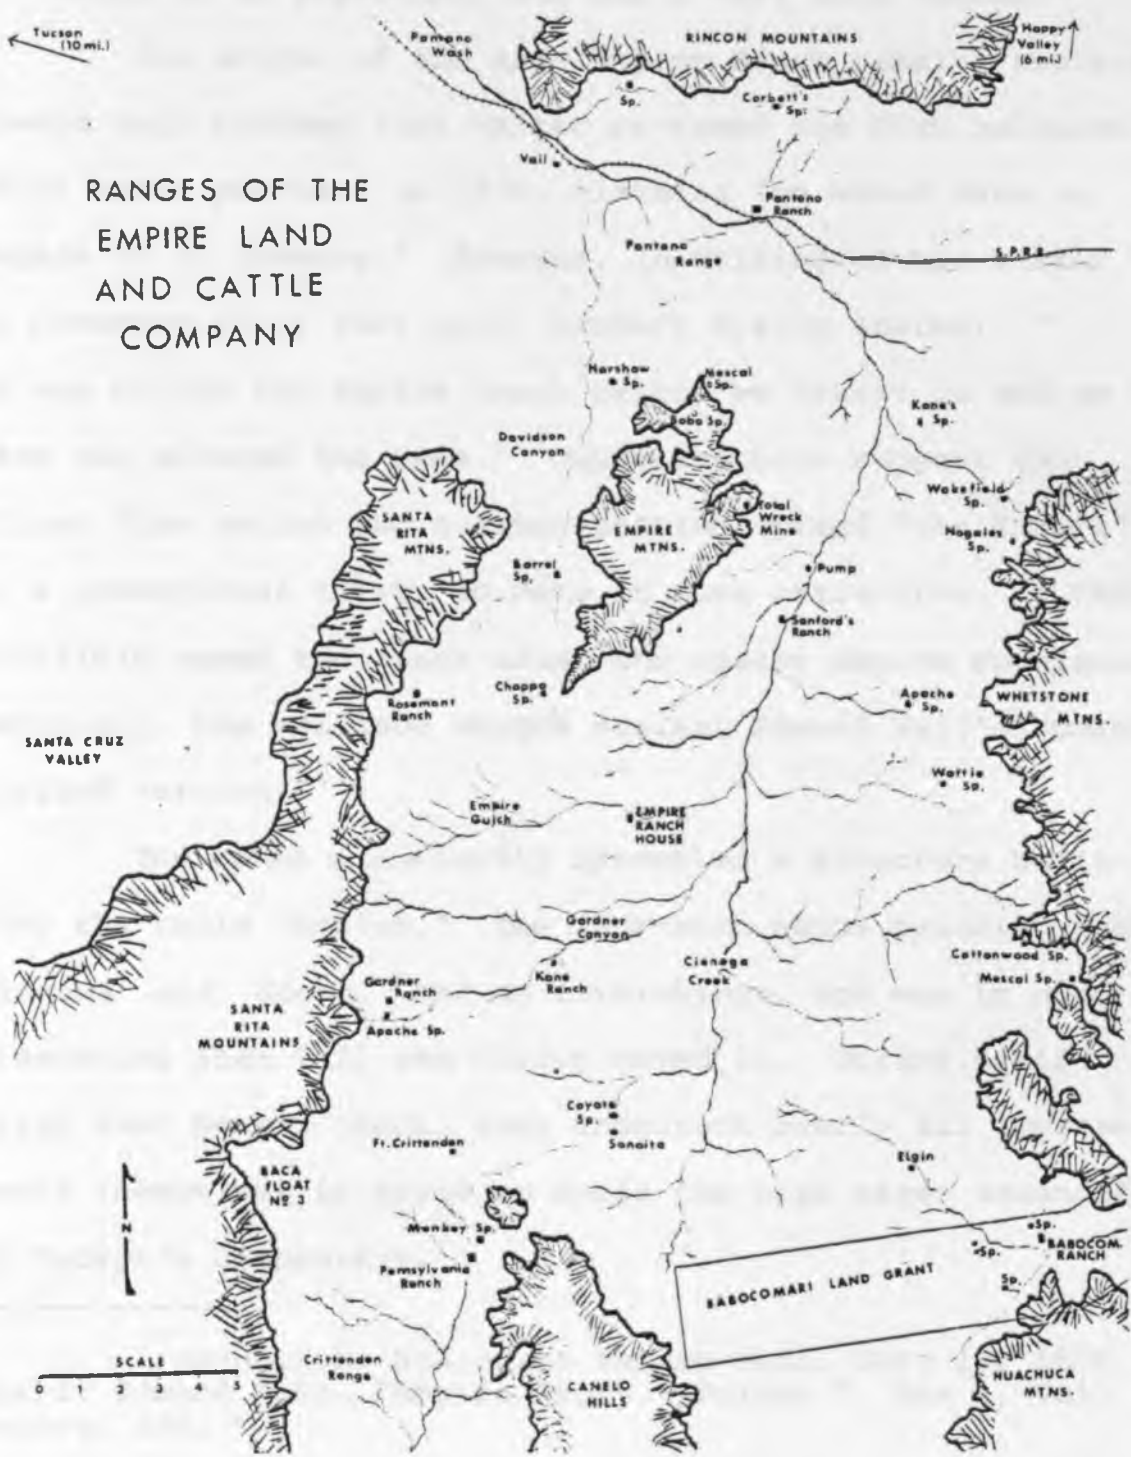 Tucson
(10 mi.)
Pantano
Wash
RINCON MOUNTAINS
Happy
Valley
(6 mi.)
Sp.
Corbett's
Sp.
Vail
RANGES OF THE
EMPIRE LAND
AND CATTLE
COMPANY
Pantano
Ranch
Pantano
Range
S.P.R.R.
Harshaw
Sp.
Mescal
Sp.
Bobo Sp.
Kane's
Sp.
Davidson
Canyon
Wakefield
Sp.
SANTA
RITA
MTNS.
EMPIRE
MTNS.
Total
Wreck
Mine
Nogales
Sp.
Barrel
Sp.
Pump
Sanford's
Ranch
Rosemont
Ranch
Chappo
Sp.
Apache
Sp.
WHETSTONE
MTNS.
SANTA CRUZ
VALLEY
Wattie
Sp.
Empire
Gulch
EMPIRE
RANCH
HOUSE
Gardner
Canyon
Cottonwood Sp.
Cienega
Creek
Mescal Sp.
Gardner
Ranch
Kane
Ranch
Apache Sp.
SANTA
RITA
MOUNTAINS
Coyote
Sp.
Sonoita
Ft. Crittenden
Elgin
BACA
FLOAT
Nº 3
N
Monkey Sp.
Pennsylvania
Ranch
Sp.
Sp.
BABOCOM.
RANCH
Sp.
BABOCOMARI LAND GRANT
SCALE
0 1 2 3 4 5
Crittenden
Range
CANELO
HILLS
HUACHUCA
MTNS.